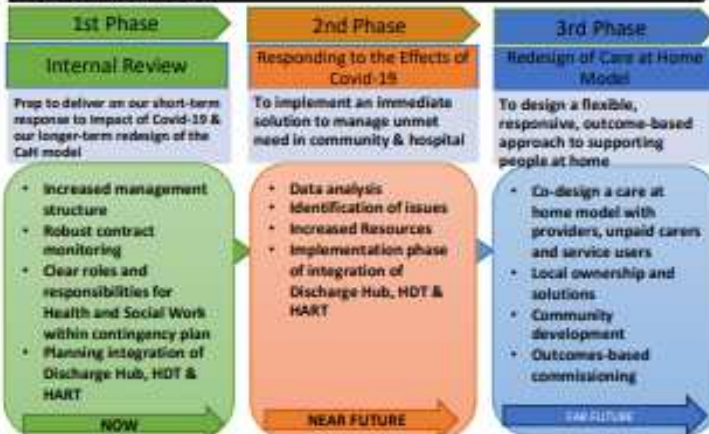 1st Phase
Internal Review
Prep to deliver on our short-term
response to Impact of Covid-19 &
our longer-term redesign of the
CaH model
• Increased management
structure
• Robust contract
monitoring
• Clear roles and
responsibilities for
Health and Social Work
within contingency plan
• Planning integration of
Discharge Hub, HDT &
HART
NOW
2nd Phase
Responding to the Effects of
Covid-19
To implement an immediate
solution to manage unmet
need in community & hospital
• Data analysis
• Identification of issues
• Increased Resources
• Implementation phase
of integration of
Discharge Hub, HDT &
HART
NEAR FUTURE
3rd Phase
Redesign of Care at Home
Model
To design a flexible,
responsive, outcome-based
approach to supporting
people at home
• Co-design a care at
home model with
providers, unpaid carers
and service users
• Local ownership and
solutions
• Community
development
• Outcomes-based
commissioning
FAR FUTURE